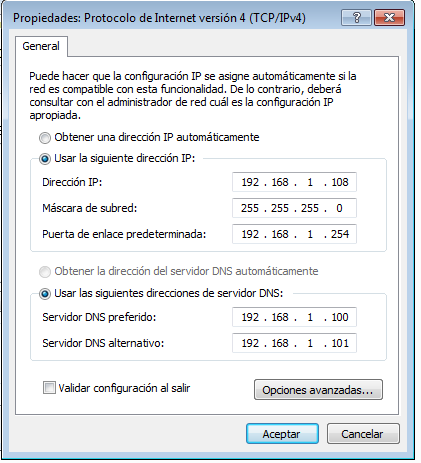 Propiedades: Protocolo de Internet versión 4 (TCP/IPv4)
General
Puede hacer que la configuración IP se asigne automáticamente si la
red es compatible con esta funcionalidad. De lo contrario, deberá
consultar con el administrador de red cuál es la configuración IP
apropiada.
Obtener una dirección IP automáticamente
Usar la siguiente dirección IP:
Dirección IP: 192 . 168 . 1 . 108
Máscara de subred: 255 . 255 . 255 . 0
Puerta de enlace predeterminada: 192 . 168 . 1 . 254
Obtener la dirección del servidor DNS automáticamente
Usar las siguientes direcciones de servidor DNS:
Servidor DNS preferido: 192 . 168 . 1 . 100
Servidor DNS alternativo: 192 . 168 . 1 . 101
Validar configuración al salir
Opciones avanzadas...
Aceptar Cancelar